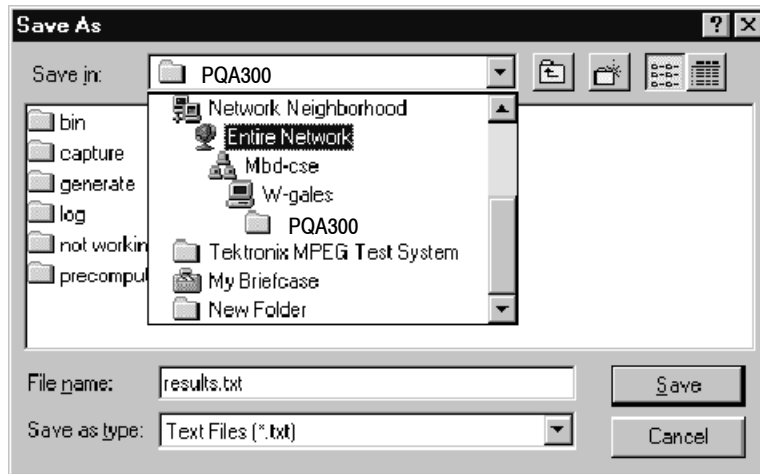 Save As
Save in: PQA300
Network Neighborhood
Entire Network
Mbd-cse
W-gales
PQA300
Tektronix MPEG Test System
My Briefcase
New Folder
bin
capture
generate
log
not workin
precompul
File name: results.txt
Save
Save as type: Text Files (*.txt)
Cancel